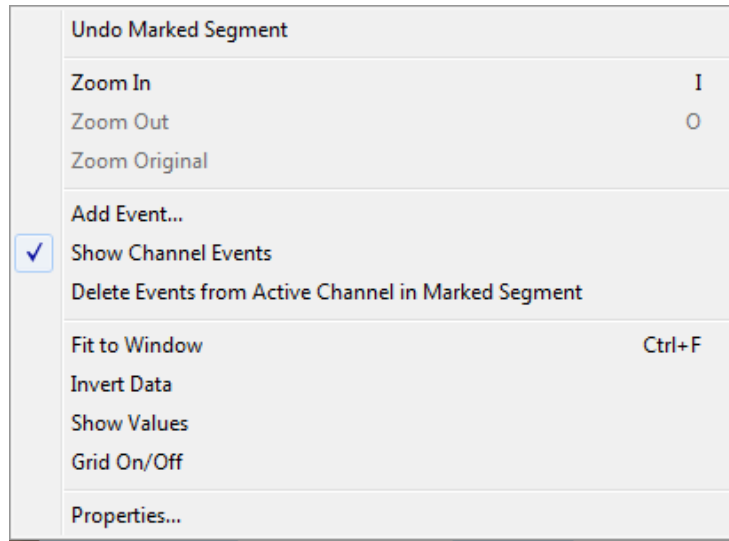 Undo Marked Segment
Zoom In I
Zoom Out O
Zoom Original
Add Event...
Show Channel Events
Delete Events from Active Channel in Marked Segment
Fit to Window Ctrl+F
Invert Data
Show Values
Grid On/Off
Properties...